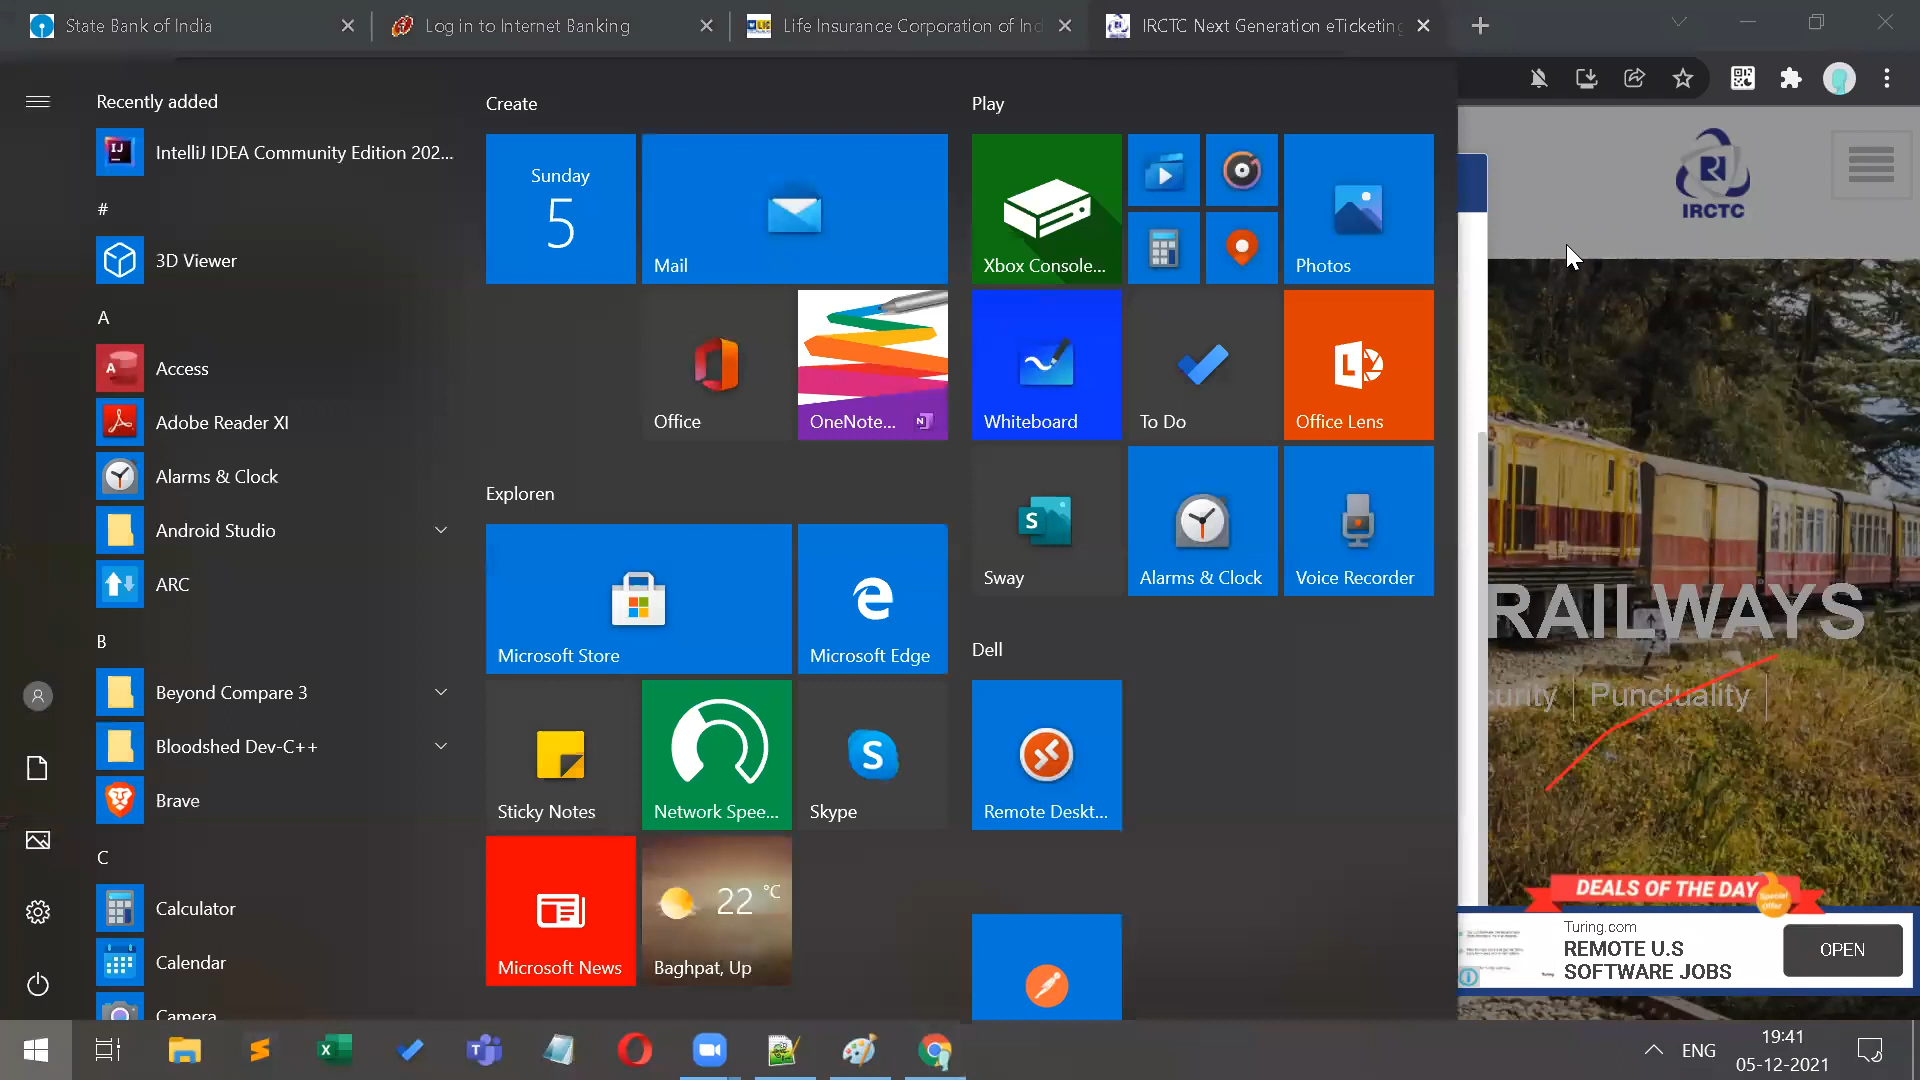 State Bank of India
Log in to Internet Banking
Life Insurance Corporation of Ind
IRCTC Next Generation eTicketing
Recently added
IntelliJ IDEA Community Edition 202...
#
3D Viewer
A
Access
Adobe Reader XI
Alarms & Clock
Android Studio
ARC
B
Beyond Compare 3
Bloodshed Dev-C++
Brave
C
Calculator
Calendar
Camera
Create
Sunday
5
Mail
Office
OneNote...
Exploren
Microsoft Store
Microsoft Edge
Sticky Notes
Network Spee...
Skype
Microsoft News
22 °C
Baghpat, Up
Play
Xbox Console...
Photos
Whiteboard
To Do
Office Lens
Sway
Alarms & Clock
Voice Recorder
Dell
Remote Deskt...
IRCTC
RAILWAYS
curity | Punctuality |
DEALS OF THE DAY
Special Offer
Turing.com
REMOTE U.S
SOFTWARE JOBS
OPEN
ENG
19:41
05-12-2021